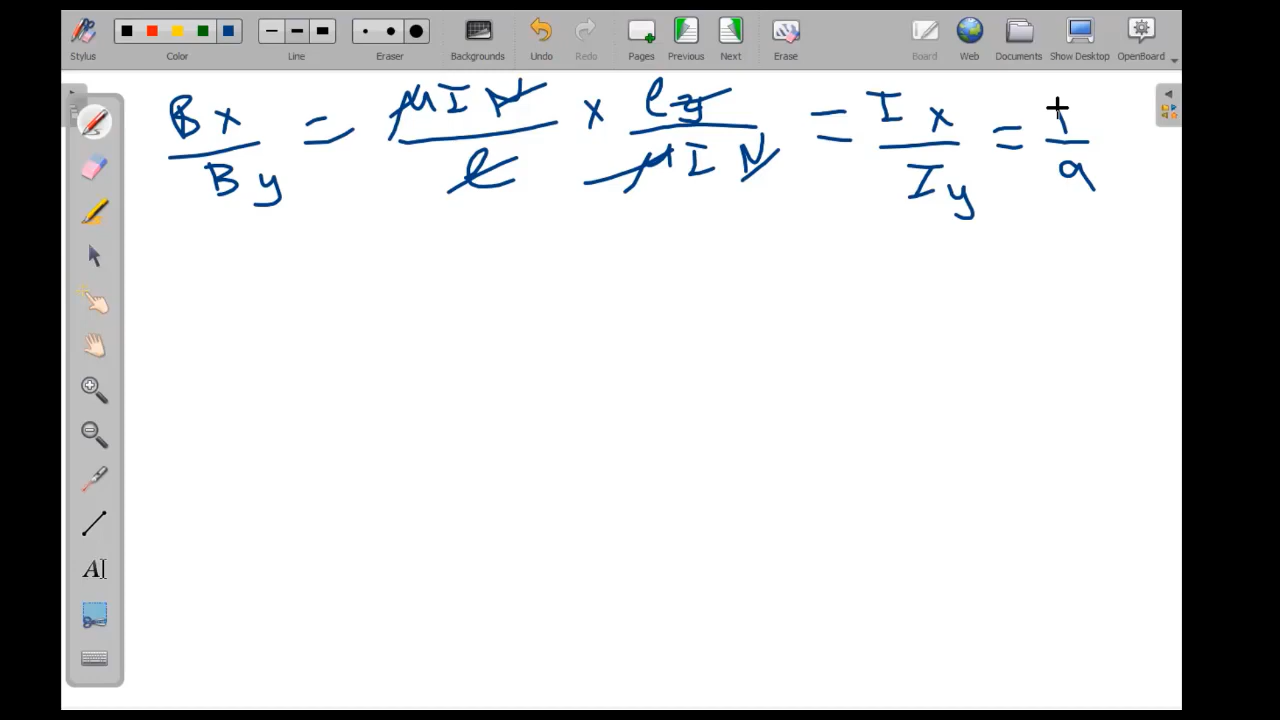 Stylus Color Line Eraser Backgrounds Undo Redo Pages Previous Next Erase Board Web Documents Show Desktop OpenBoard
Bx/By = μIN/l × l/μIN = Ix/Iy = 1/9
A